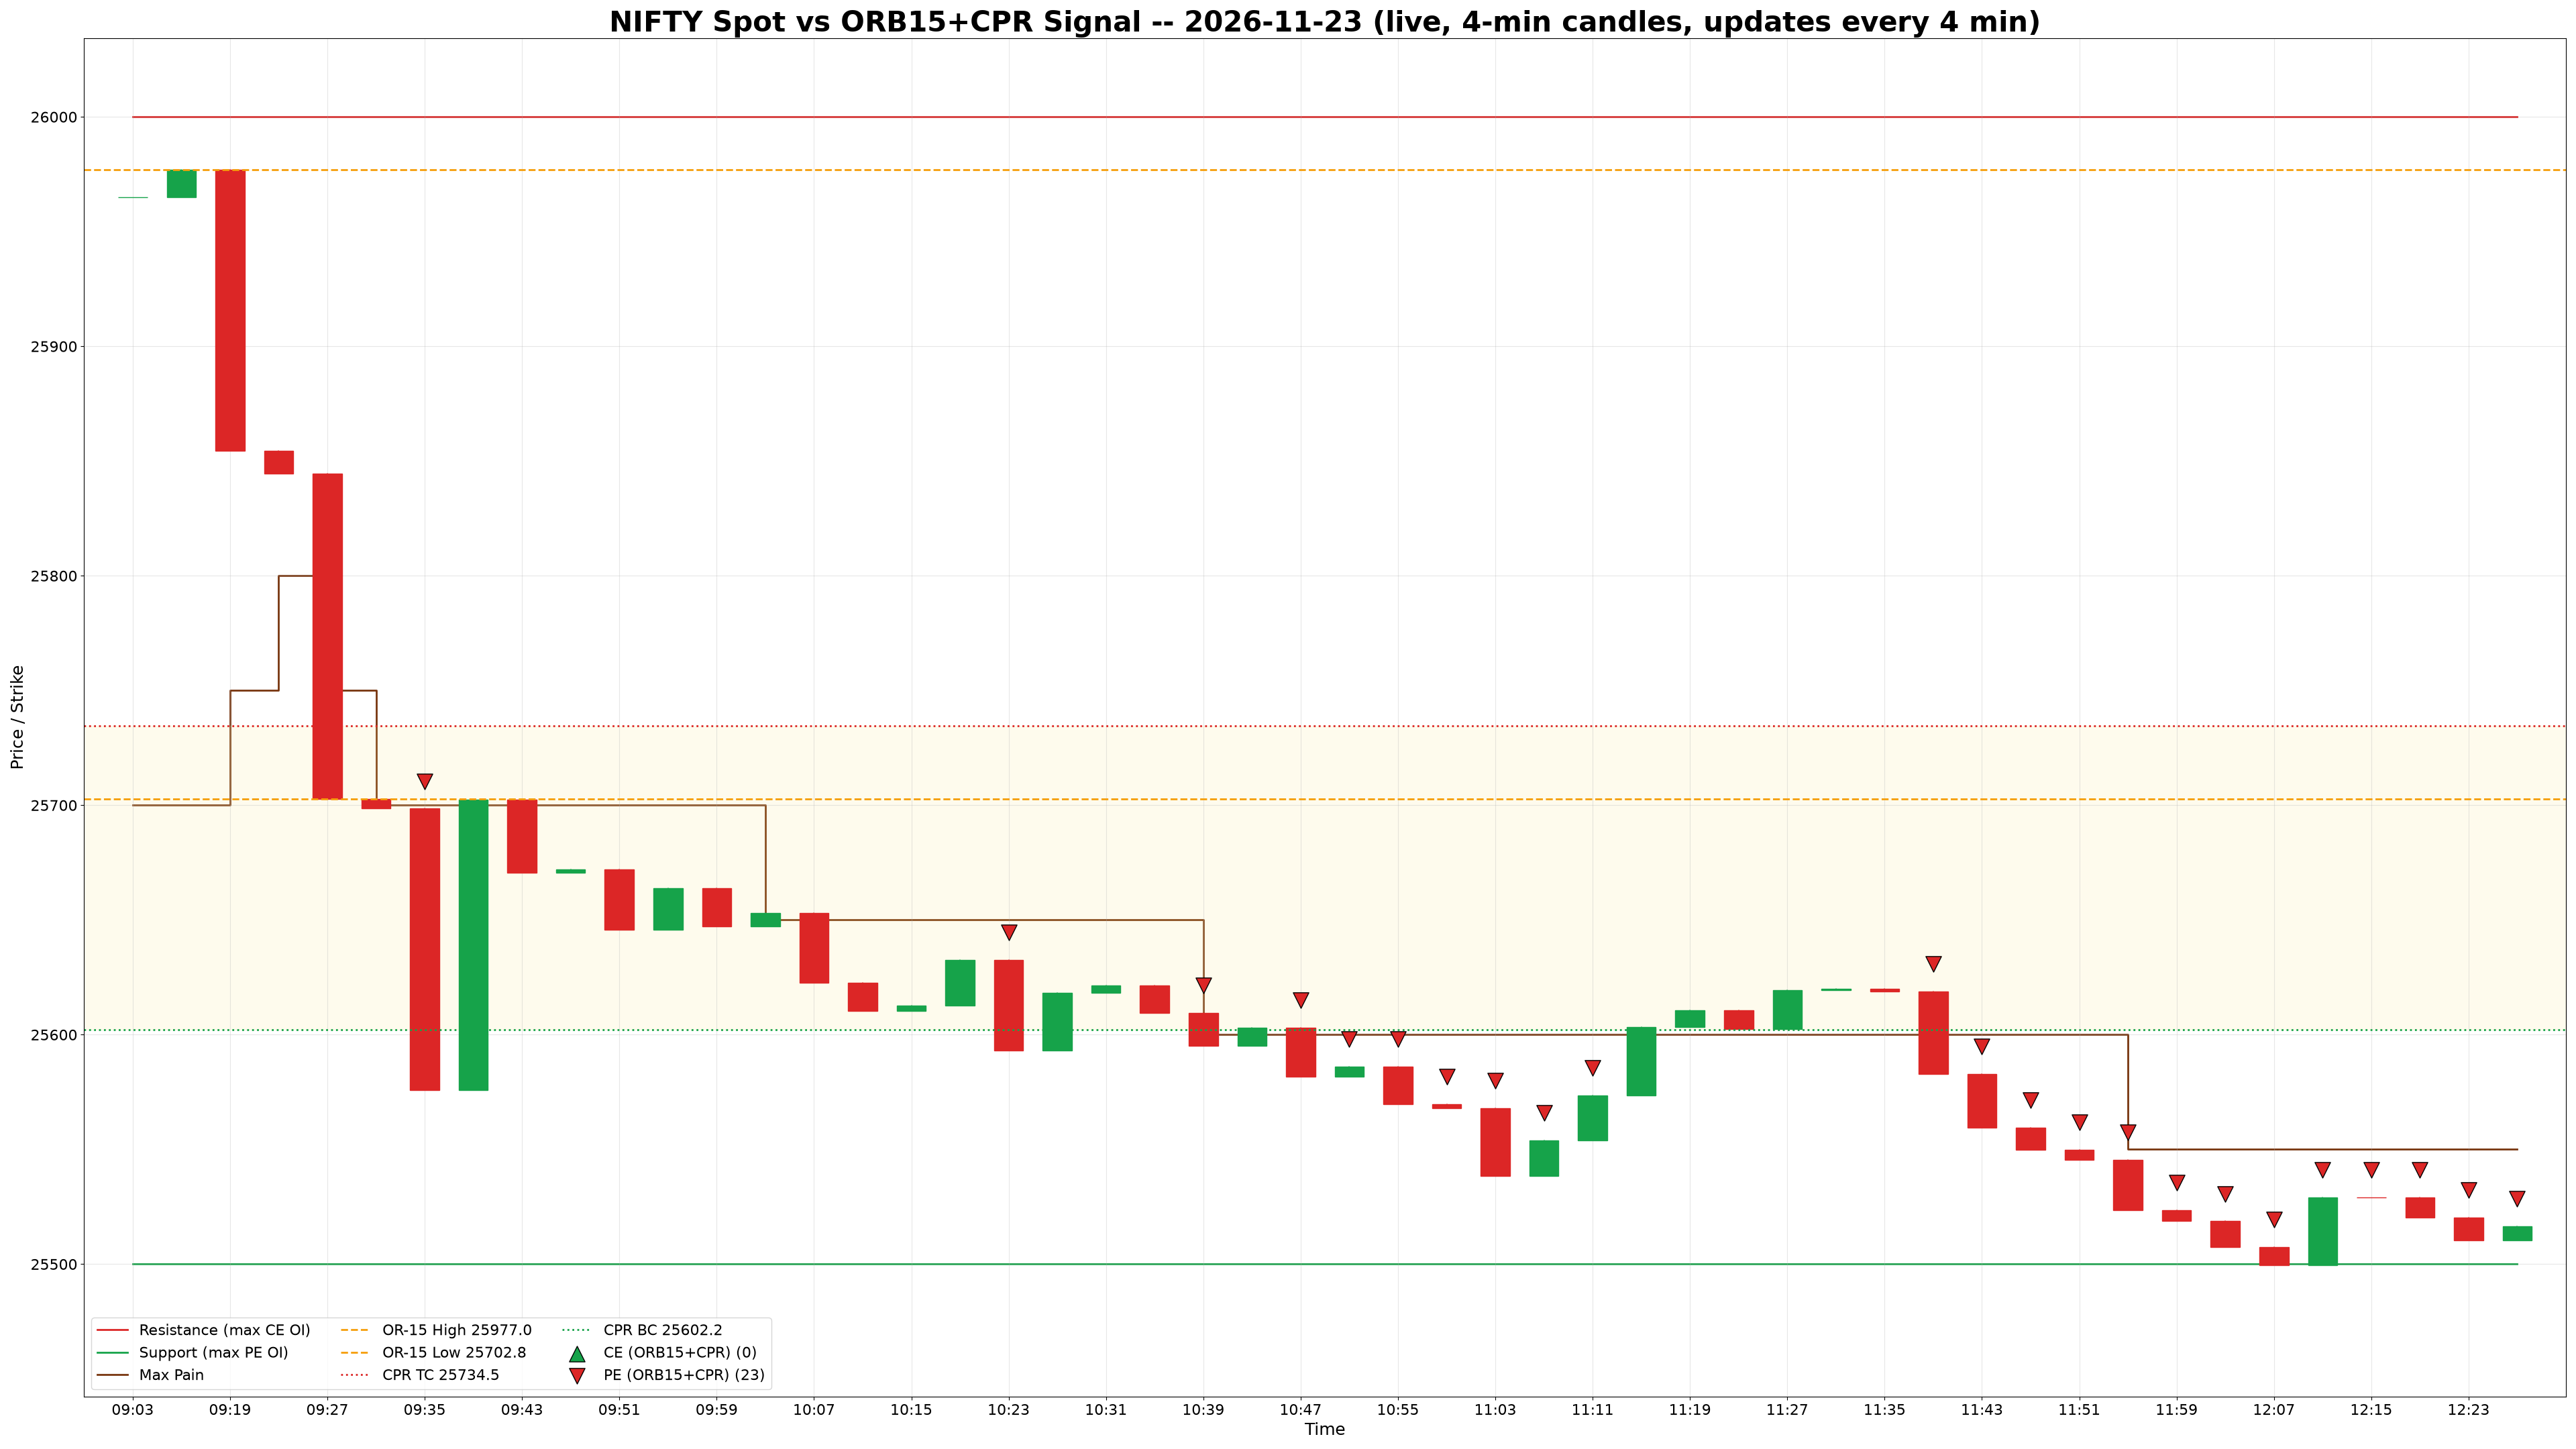 NIFTY Spot vs ORB15+CPR Signal -- 2026-11-23 (live, 4-min candles, updates every 4 min)
Price / Strike
26000
25900
25800
25700
25600
25500
Resistance (max CE OI)
Support (max PE OI)
Max Pain
OR-15 High 25977.0
OR-15 Low 25702.8
CPR TC 25734.5
CPR BC 25602.2
CE (ORB15+CPR) (0)
PE (ORB15+CPR) (23)
09:03 09:19 09:27 09:35 09:43 09:51 09:59 10:07 10:15 10:23 10:31 10:39 10:47 10:55 11:03 11:11 11:19 11:27 11:35 11:43 11:51 11:59 12:07 12:15 12:23
Time